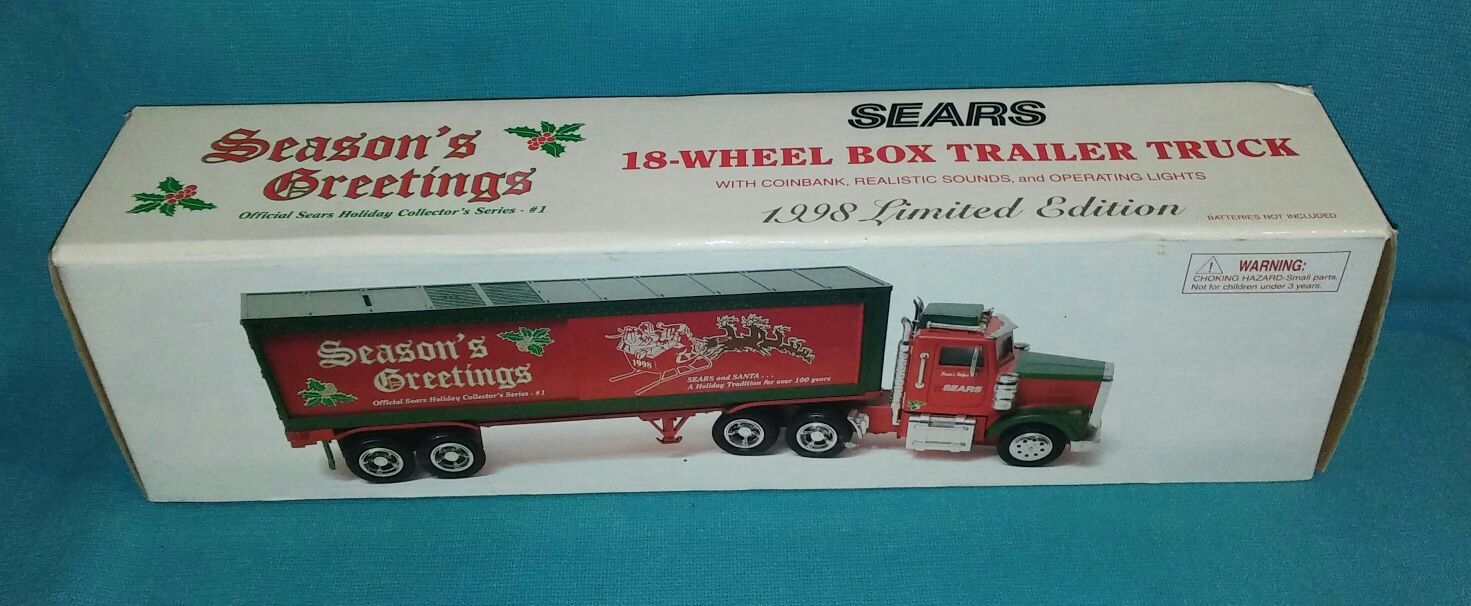 Season's
Greetings
Official Sears Holiday Collector's Series - #1
SEARS
18-WHEEL BOX TRAILER TRUCK
WITH COINBANK, REALISTIC SOUNDS, and OPERATING LIGHTS
1998 Limited Edition
BATTERIES NOT INCLUDED
WARNING:
CHOKING HAZARD-Small parts.
Not for children under 3 years.
Season's
Greetings
Official Sears Holiday Collector's Series - #1
1998
SEARS and SANTA...
A Holiday Tradition for over 100 years
SEARS